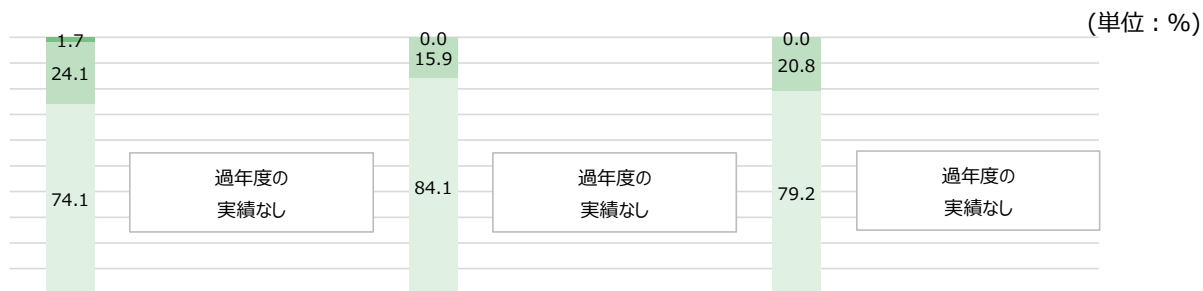 (単位：%)
1.7
0.0
0.0
24.1
15.9
20.8
過年度の
実績なし
過年度の
実績なし
過年度の
実績なし
74.1
84.1
79.2